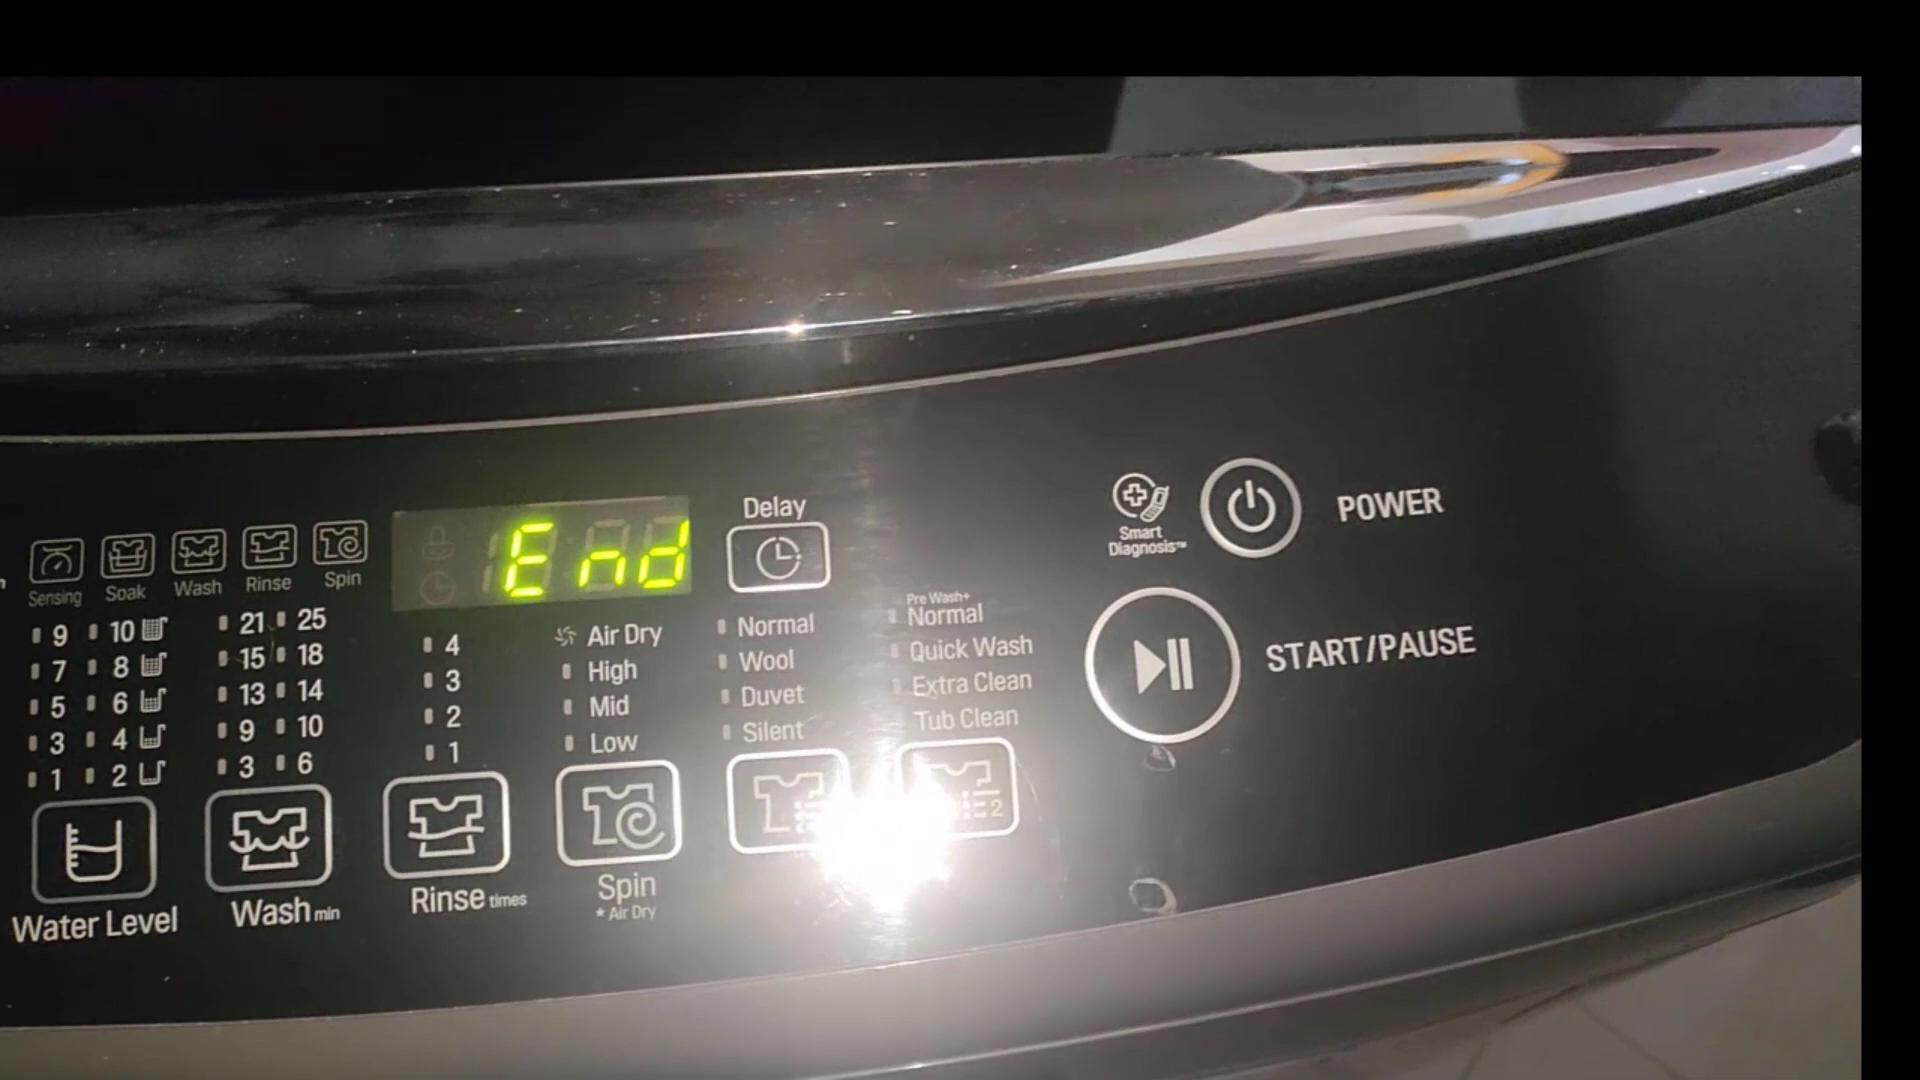 End
Delay
Smart
Diagnosis™
POWER
START/PAUSE
Sensing
Soak
Wash
Rinse
Spin
9 10
7 8
5 6
3 4
1 2
Water Level
21 25
15 18
13 14
9 10
3 6
Wash min
4
3
2
1
Rinse times
Air Dry
High
Mid
Low
Spin
* Air Dry
Normal
Wool
Duvet
Silent
Pre Wash+
Normal
Quick Wash
Extra Clean
Tub Clean
2